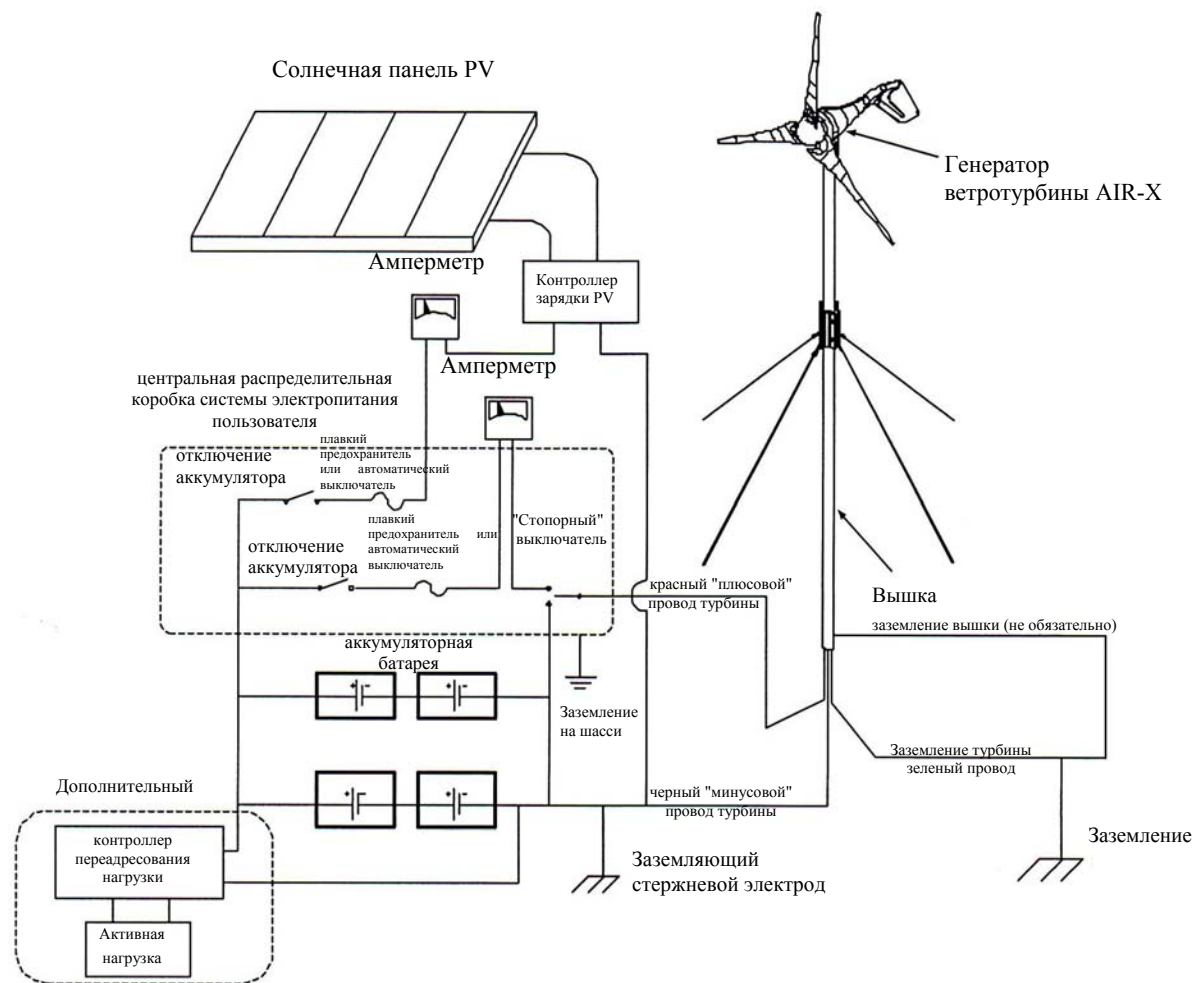 Солнечная панель PV
Генератор
ветротурбины AIR-X
Амперметр
Контроллер
зарядки PV
Амперметр
центральная распределительная
коробка системы электропитания
пользователя
отключение
аккумулятора
плавкий
предохранитель
или автоматический
выключатель
отключение
аккумулятора
плавкий
предохранитель или
автоматический
выключатель
"Стопорный"
выключатель
красный "плюсовой"
провод турбины
Вышка
заземление вышки (не обязательно)
аккумуляторная
батарея
Заземление
на шасси
Заземление турбины
зеленый провод
Дополнительный
черный "минусовой"
провод турбины
контроллер
переадресования
нагрузки
Заземляющий
стержневой электрод
Заземление
Активная
нагрузка